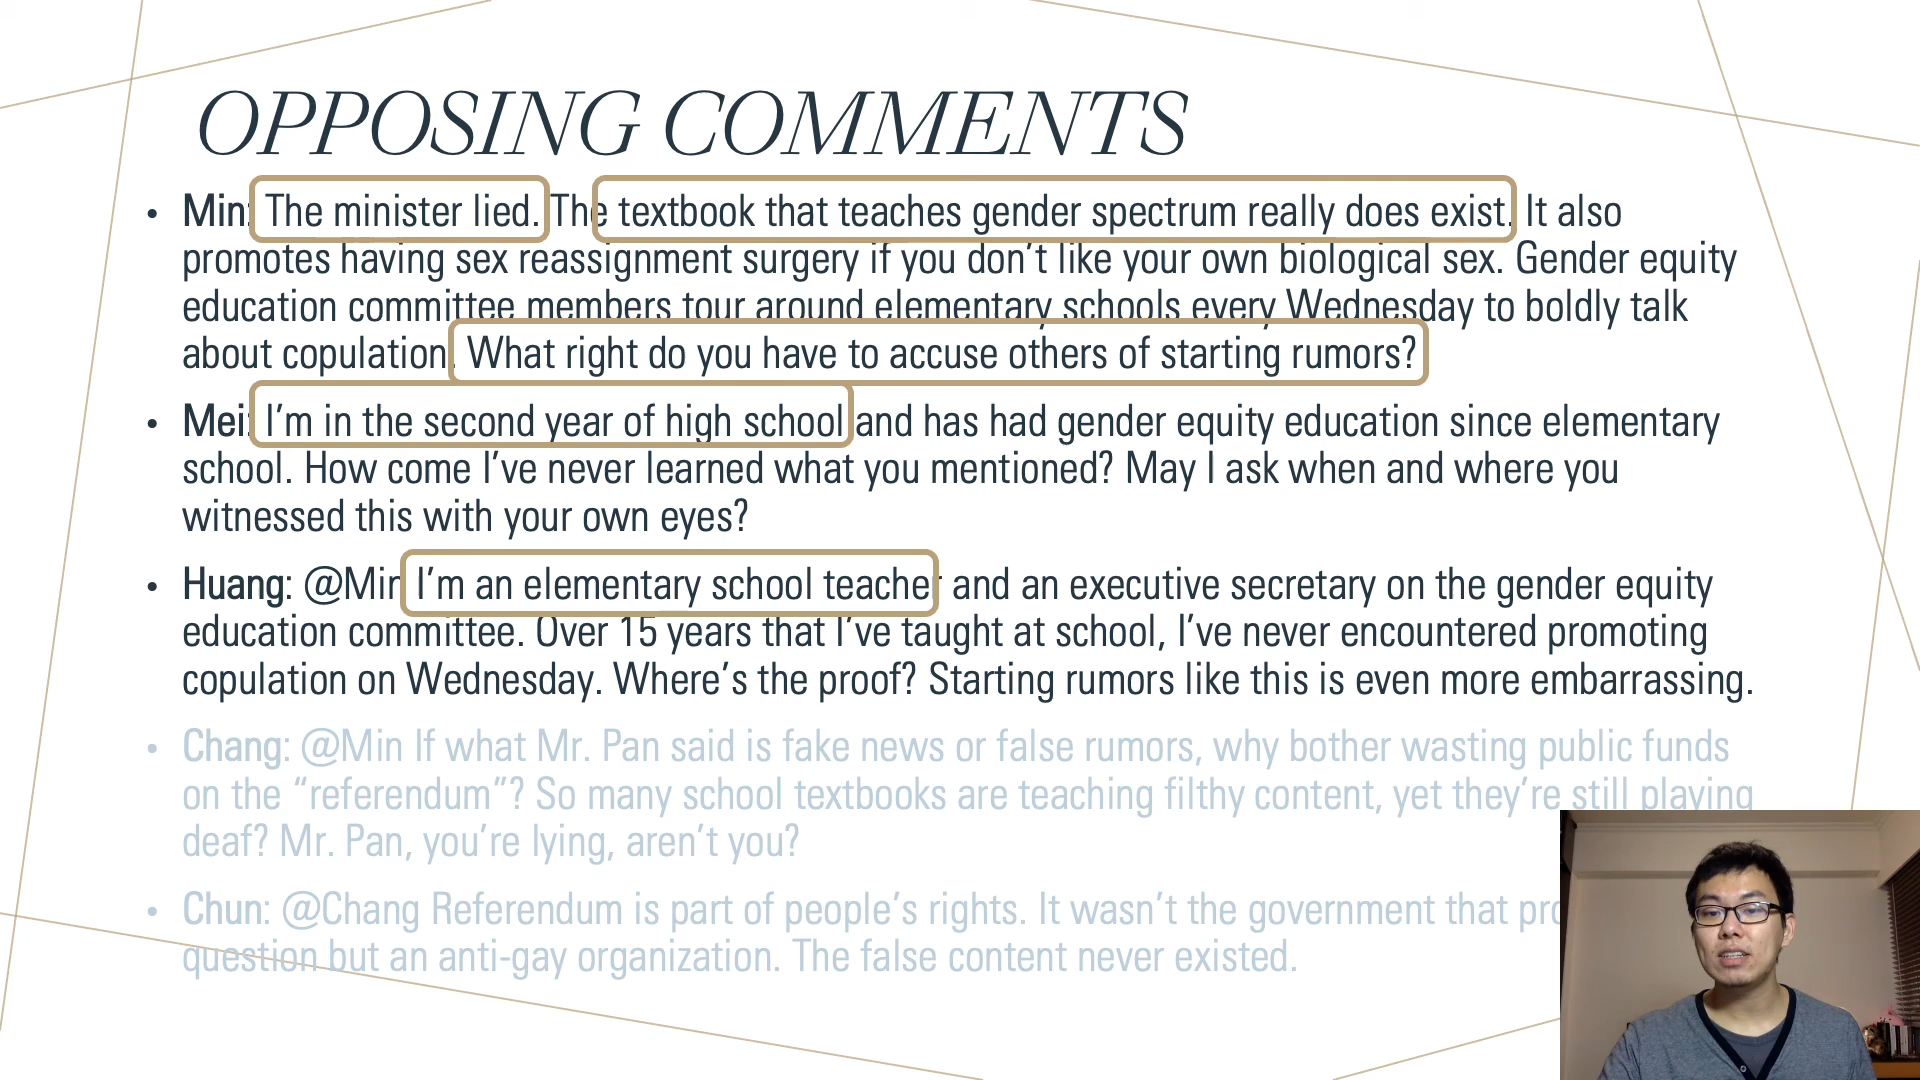 OPPOSING COMMENTS
• Min: The minister lied. The textbook that teaches gender spectrum really does exist. It also
promotes having sex reassignment surgery if you don’t like your own biological sex. Gender equity
education committee members tour around elementary schools every Wednesday to boldly talk
about copulation. What right do you have to accuse others of starting rumors?
• Mei: I’m in the second year of high school and has had gender equity education since elementary
school. How come I’ve never learned what you mentioned? May I ask when and where you
witnessed this with your own eyes?
• Huang: @Min I’m an elementary school teacher and an executive secretary on the gender equity
education committee. Over 15 years that I’ve taught at school, I’ve never encountered promoting
copulation on Wednesday. Where’s the proof? Starting rumors like this is even more embarrassing.
• Chang: @Min If what Mr. Pan said is fake news or false rumors, why bother wasting public funds
on the “referendum”? So many school textbooks are teaching filthy content, yet they’re still playing
deaf? Mr. Pan, you’re lying, aren’t you?
• Chun: @Chang Referendum is part of people’s rights. It wasn’t the government that
question but an anti-gay organization. The false content never existed.